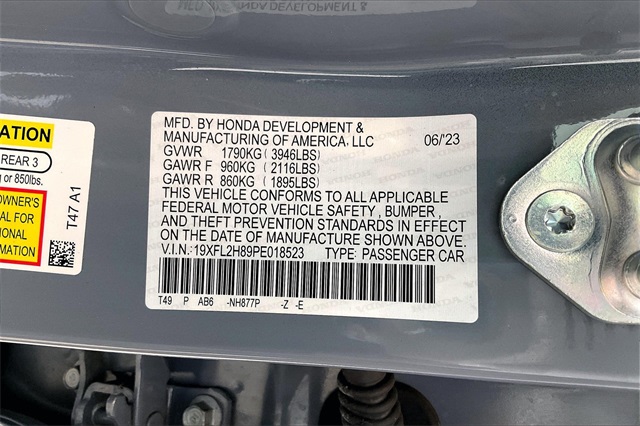 MFD. BY HONDA DEVELOPMENT &
MANUFACTURING OF AMERICA, LLC 06/'23
GVWR 1790KG (3946LBS)
GAWR F 960KG (2116LBS)
GAWR R 860KG (1895LBS)
THIS VEHICLE CONFORMS TO ALL APPLICABLE
FEDERAL MOTOR VEHICLE SAFETY , BUMPER ,
AND THEFT PREVENTION STANDARDS IN EFFECT
ON THE DATE OF MANUFACTURE SHOWN ABOVE.
V.I.N.:19XFL2H89PE018523 TYPE: PASSENGER CAR
T49 P AB6 -NH877P -Z -E
ATION
REAR 3
g or 850lbs.
OWNER'S
AL FOR
IONAL
MATION
T47 A1